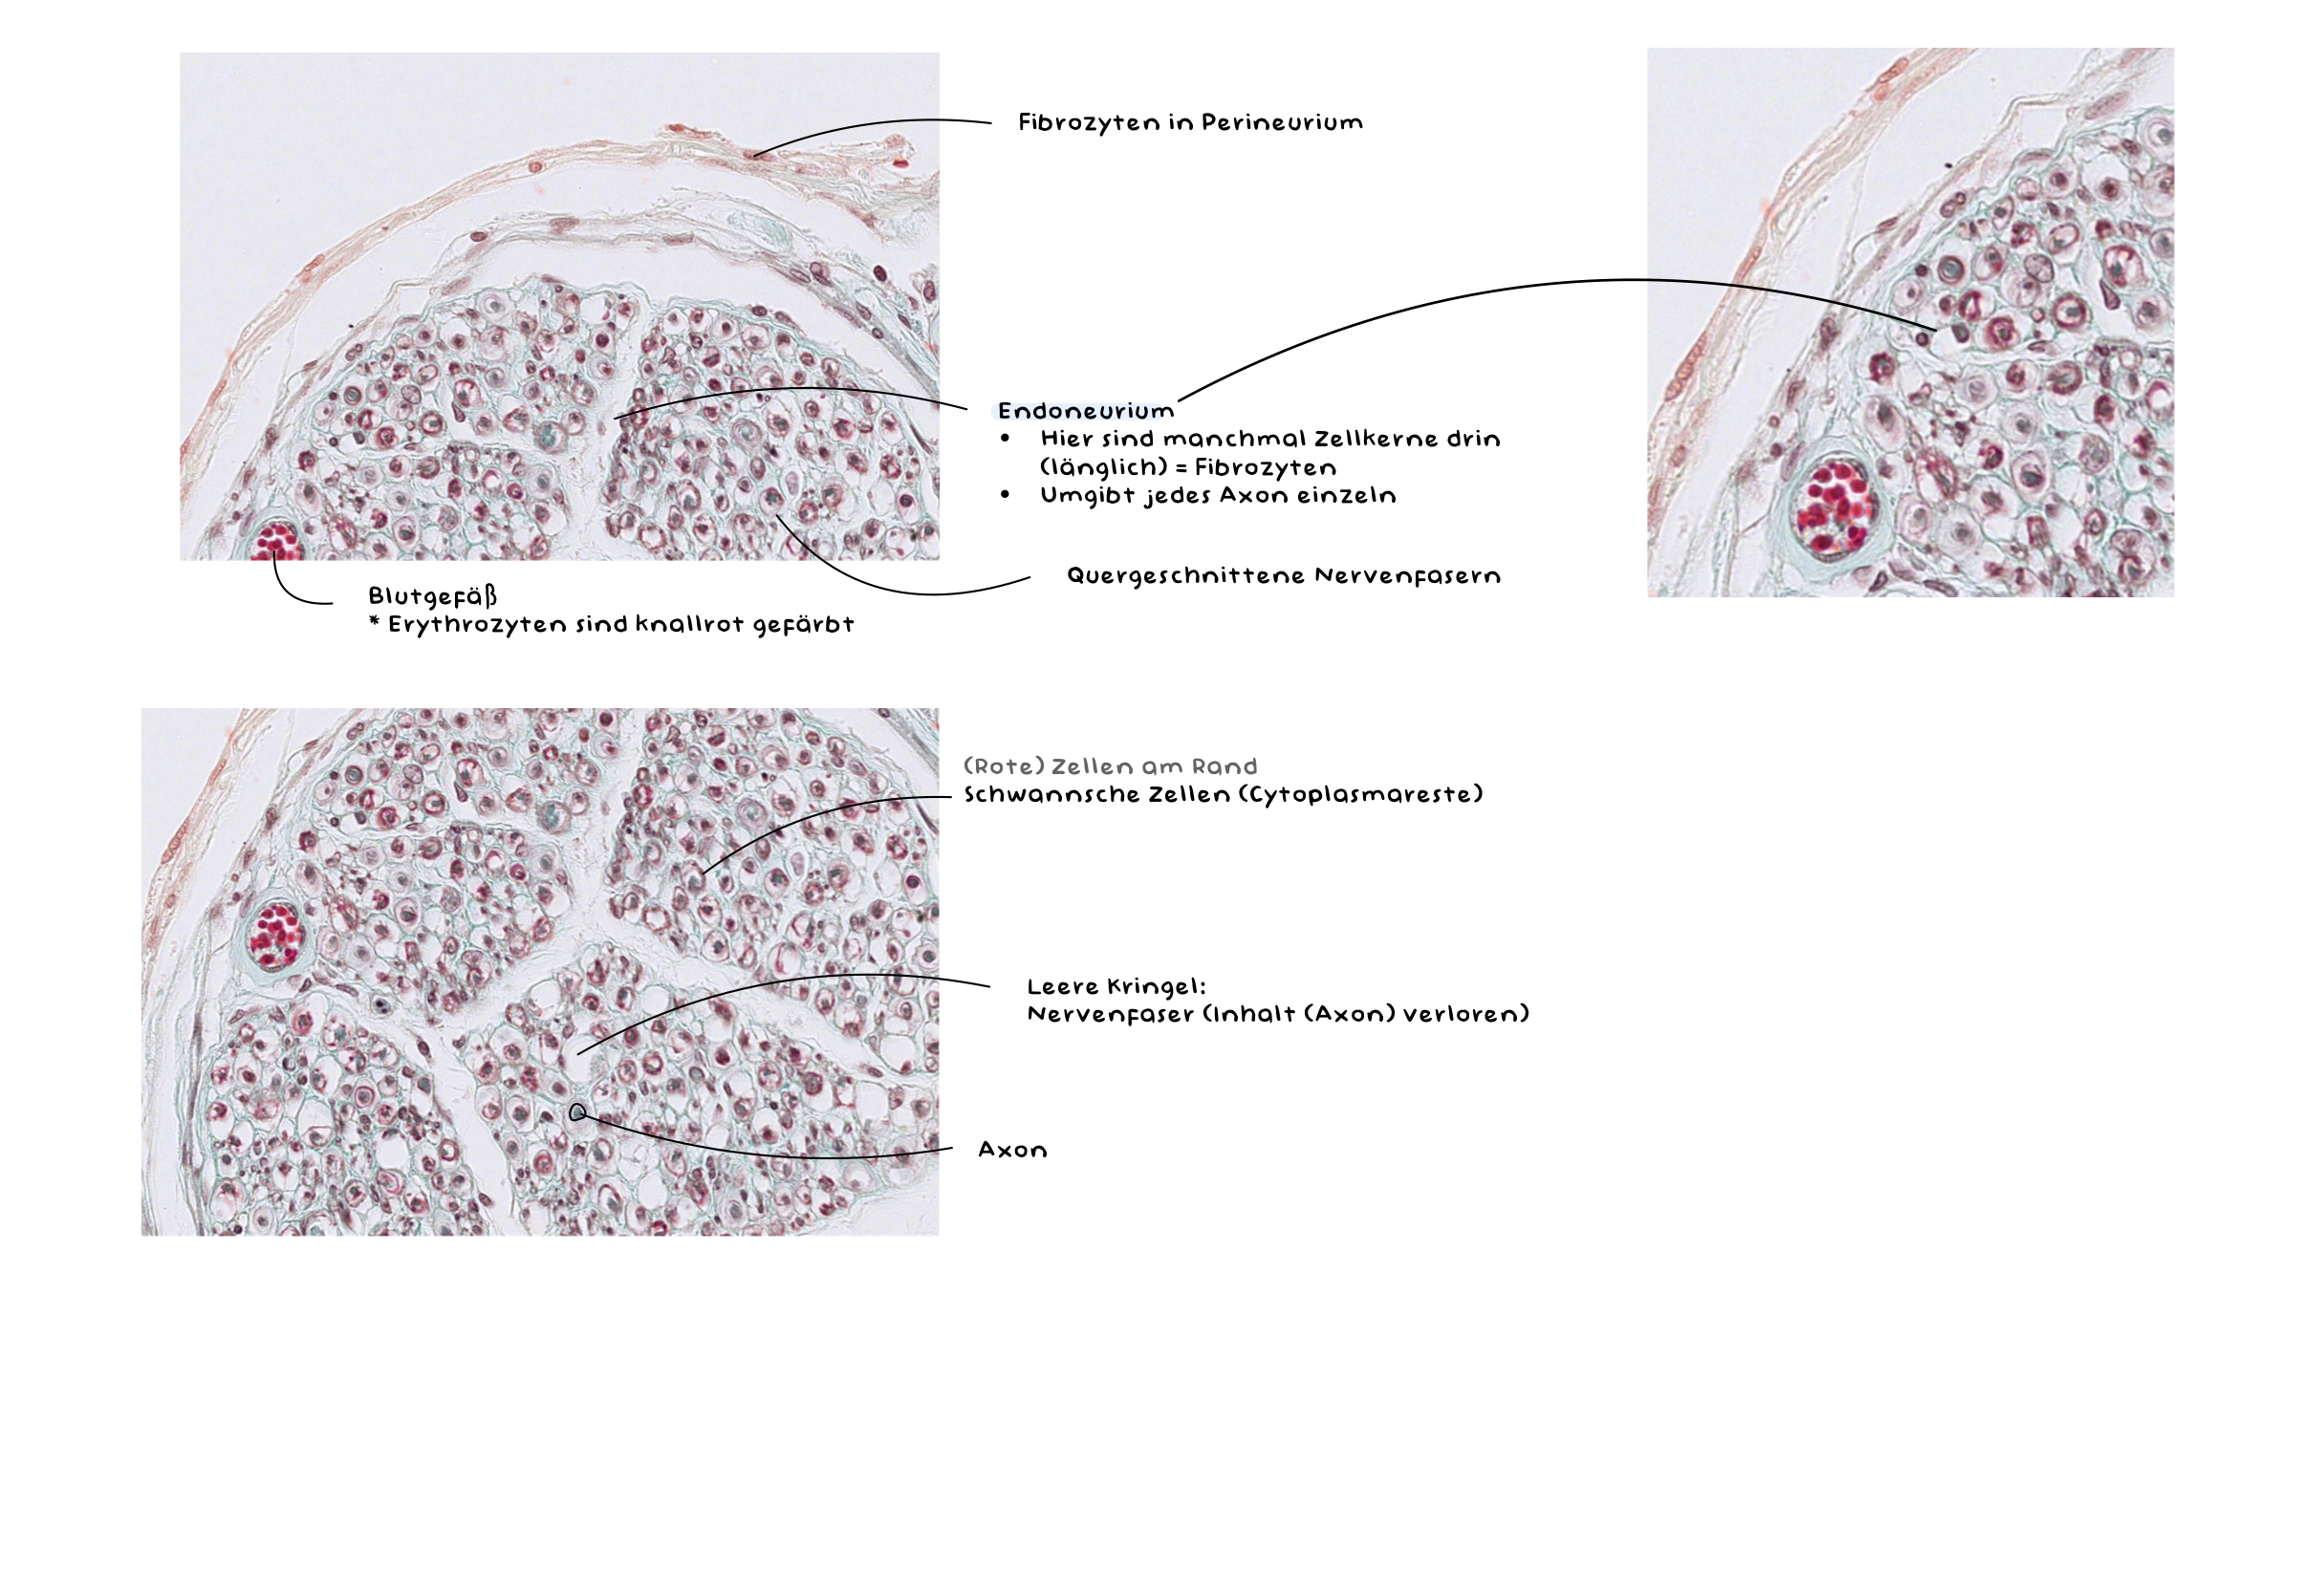 Fibrozyten in Perineurium
Endoneurium
• Hier sind manchmal Zellkerne drin
(länglich) = Fibrozyten
• Umgibt jedes Axon einzeln
Quergeschnittene Nervenfasern
Blutgefäß
* Erythrozyten sind knallrot gefärbt
(Rote) Zellen am Rand
Schwannsche Zellen (Cytoplasmareste)
Leere Kringel:
Nervenfaser (Inhalt (Axon) verloren)
Axon